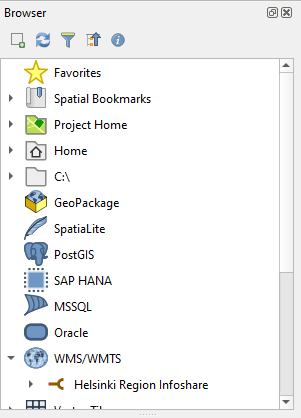 Browser
Favorites
Spatial Bookmarks
Project Home
Home
C:\
GeoPackage
SpatiaLite
PostGIS
SAP HANA
MSSQL
Oracle
WMS/WMTS
Helsinki Region Infoshare